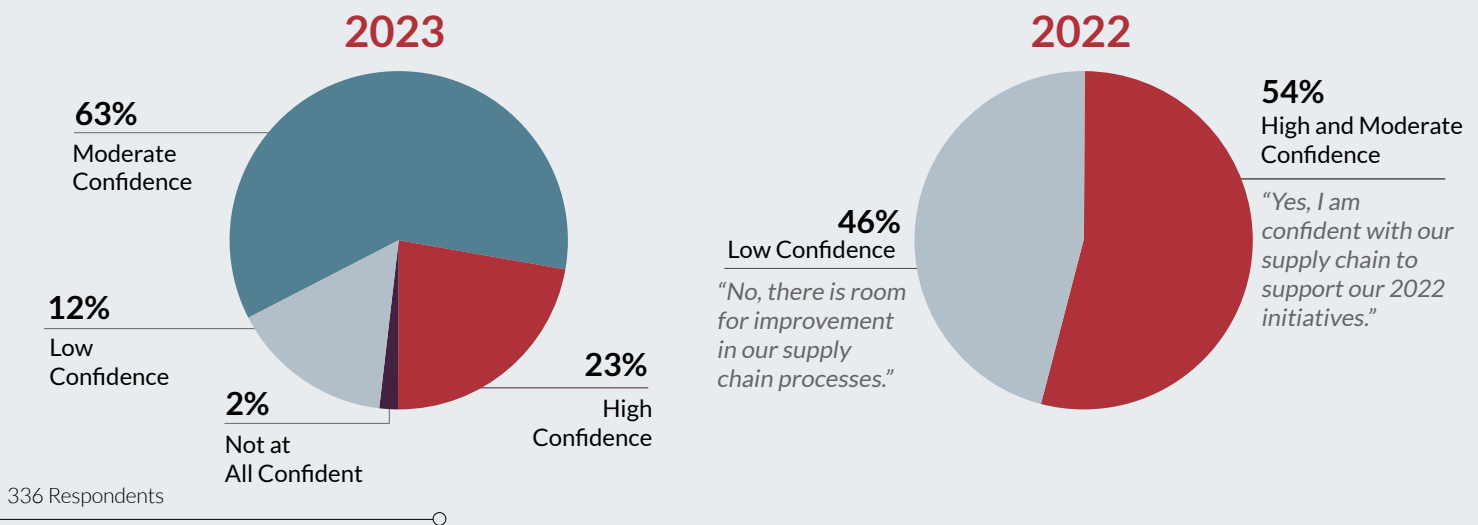 2023
63%
Moderate
Confidence
12%
Low
Confidence
2%
Not at
All Confident
23%
High
Confidence
336 Respondents
2022
46%
Low Confidence
“No, there is room
for improvement
in our supply
chain processes.”
54%
High and Moderate
Confidence
“Yes, I am
confident with our
supply chain to
support our 2022
initiatives.”